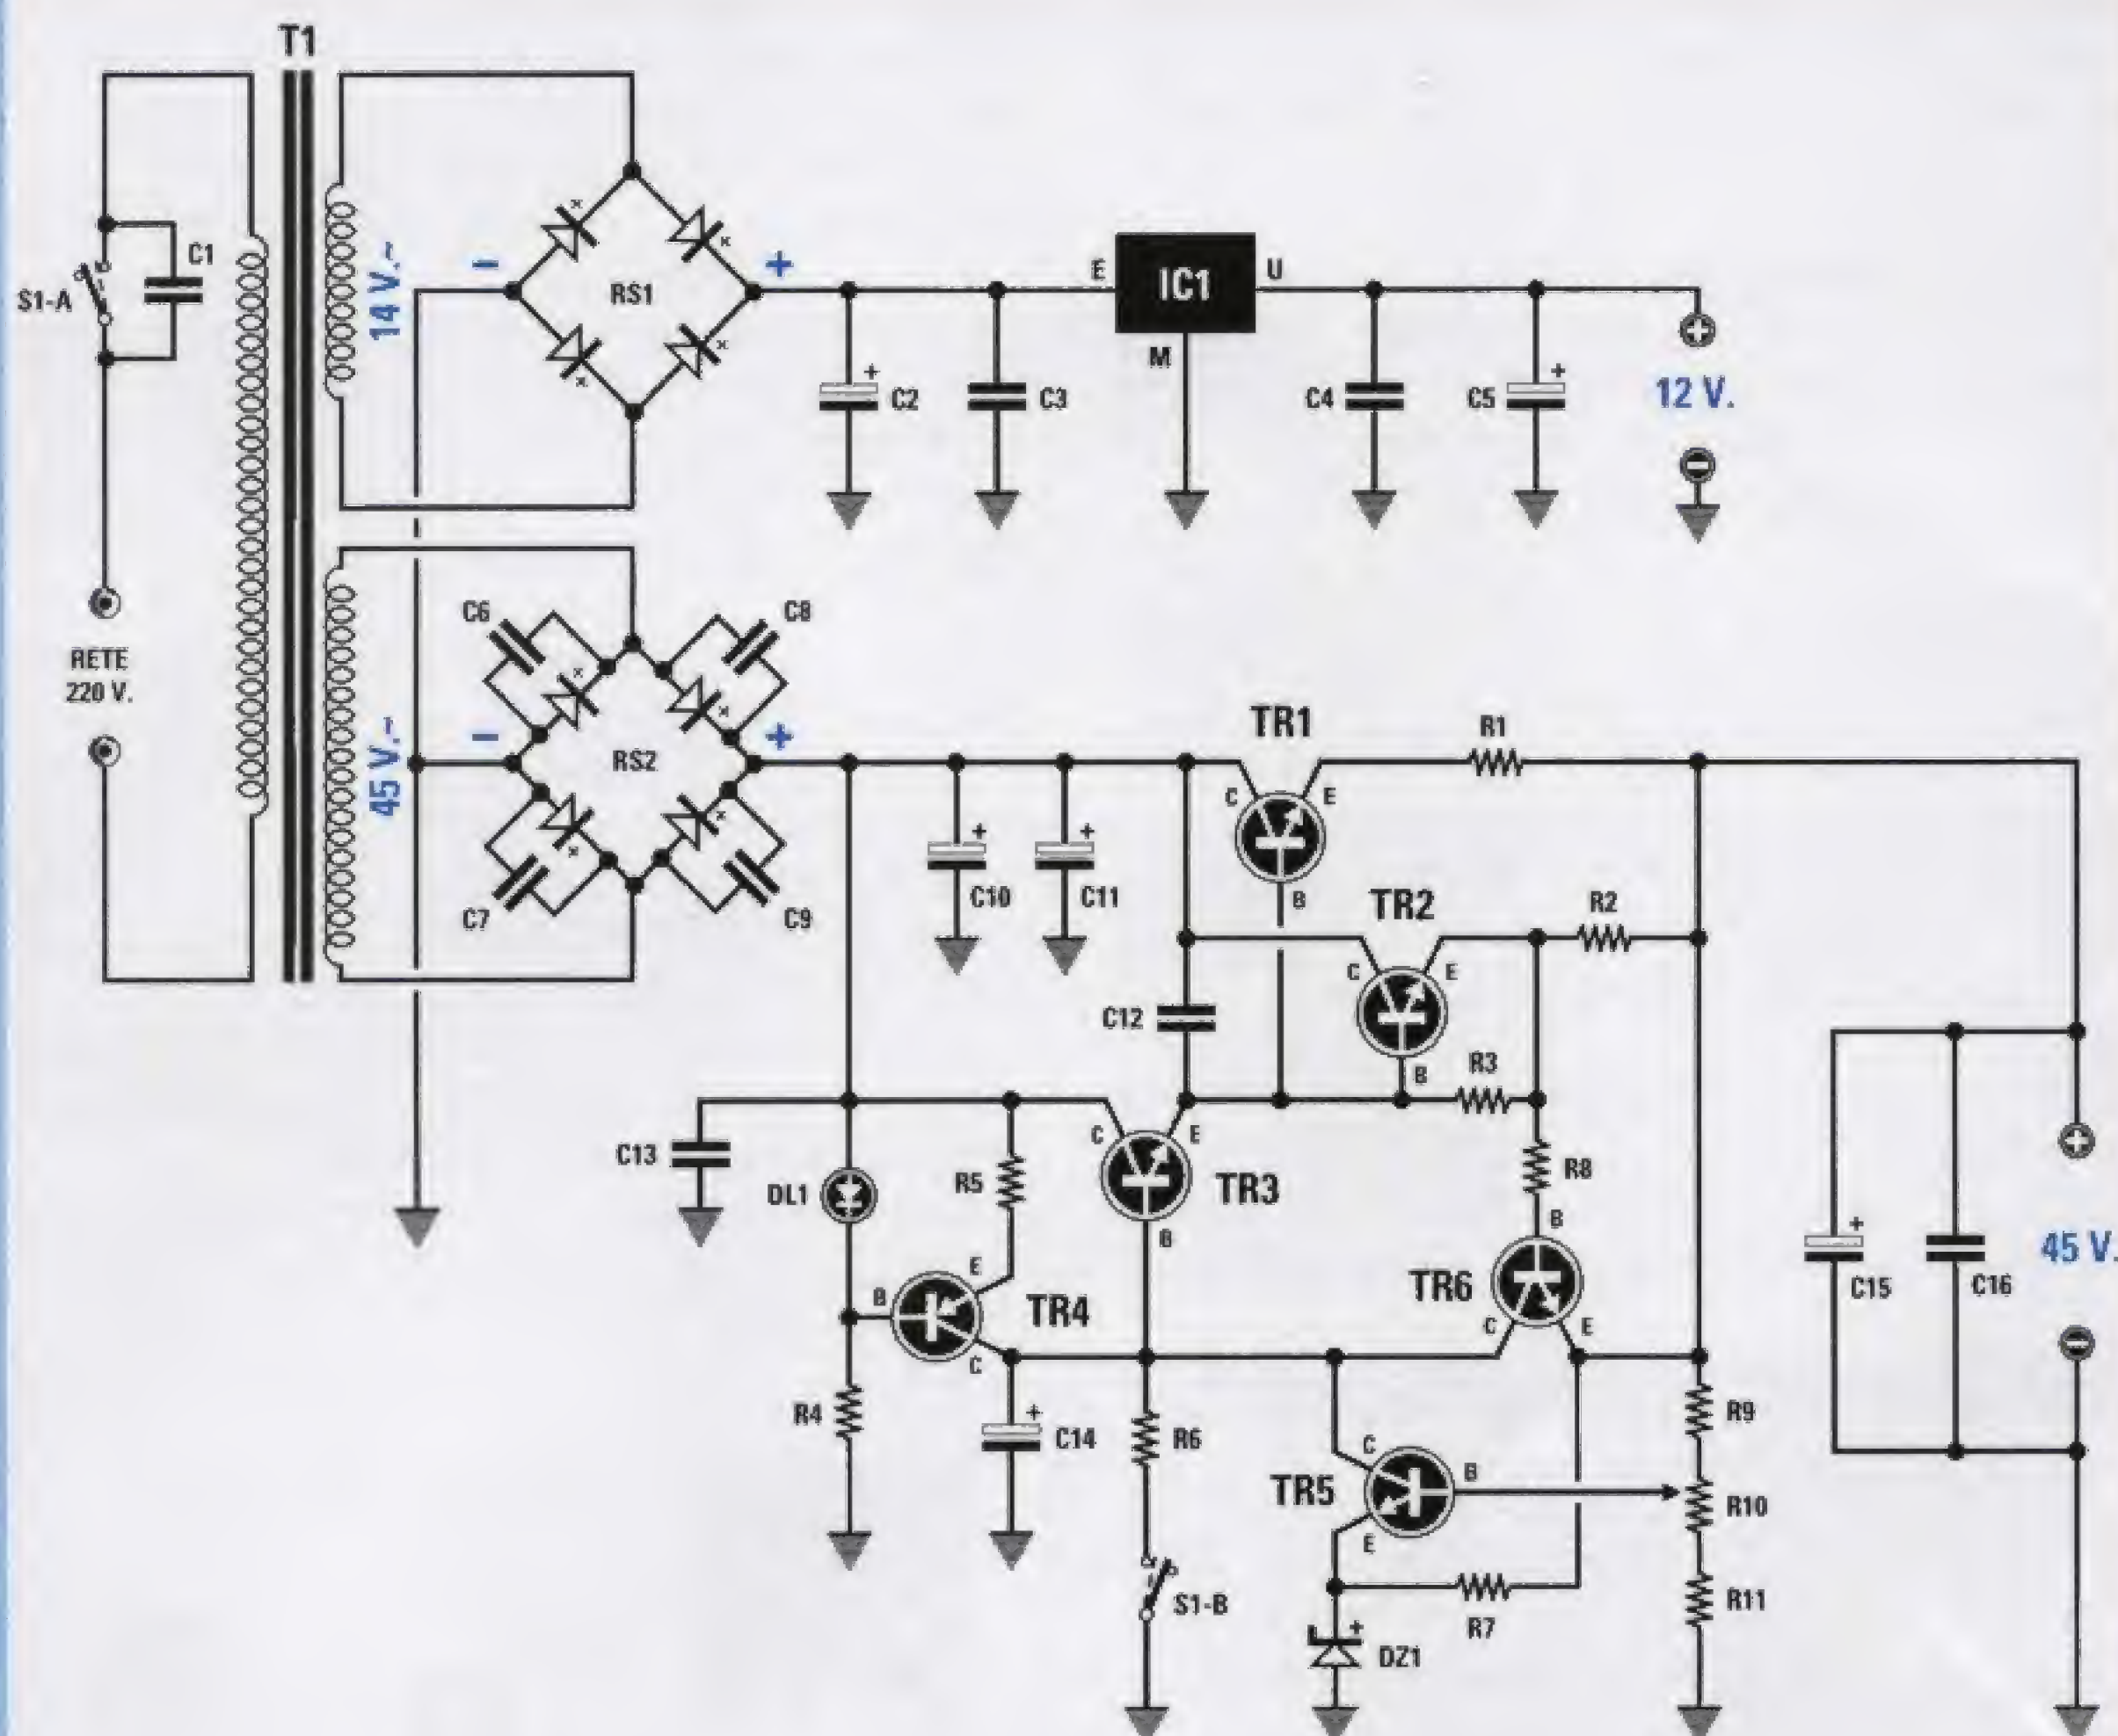 T1
S1-A
C1
14 V.~
RETE
220 V.
45 V.~
−
RS1
+
+
C2
C3
E
IC1
U
M
C4
+
C5
12 V.
C6
C8
−
RS2
+
C7
C9
+
C10
+
C11
TR1
C
E
B
R1
TR2
C
E
B
R2
C12
R3
C13
DL1
R5
C
E
B
TR3
R8
B
TR6
C
E
B
E
TR4
C
R4
+
C14
R6
S1-B
TR5
C
B
E
R7
+
DZ1
R9
R10
R11
+
C15
C16
45 V.